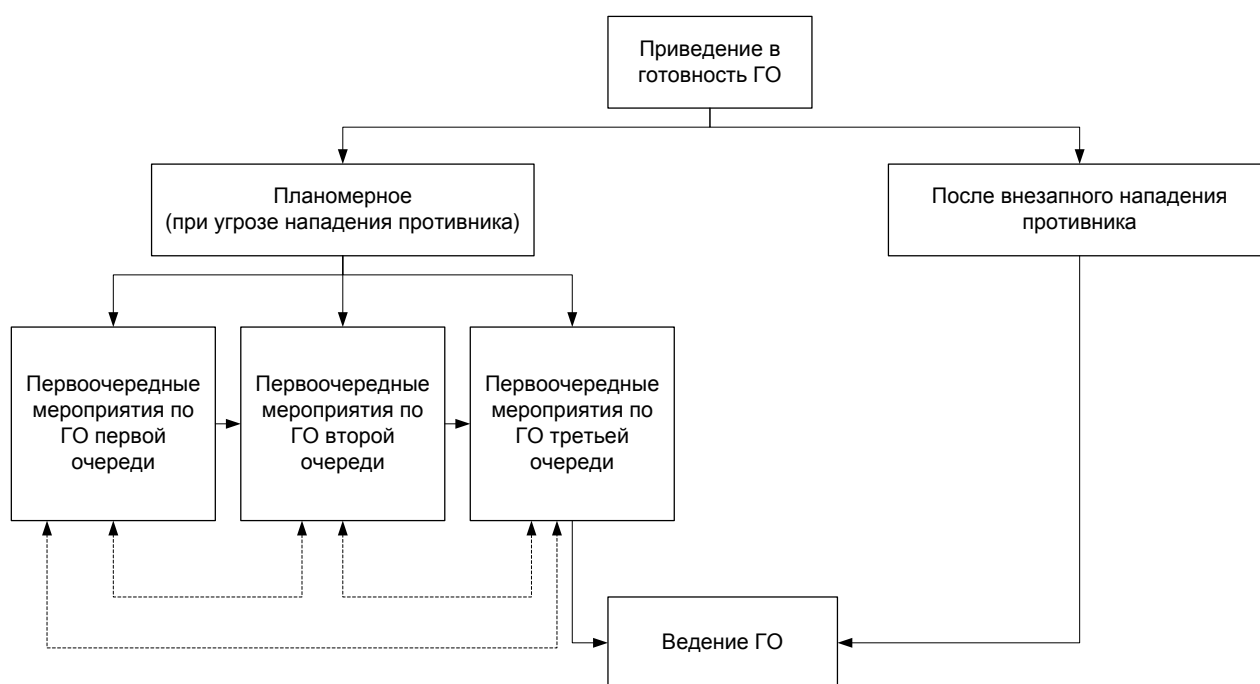 Приведение в
готовность ГО
Планомерное
(при угрозе нападения противника)
После внезапного нападения
противника
Первоочередные
мероприятия по
ГО первой
очереди
Первоочередные
мероприятия по
ГО второй
очереди
Первоочередные
мероприятия по
ГО третьей
очереди
Ведение ГО